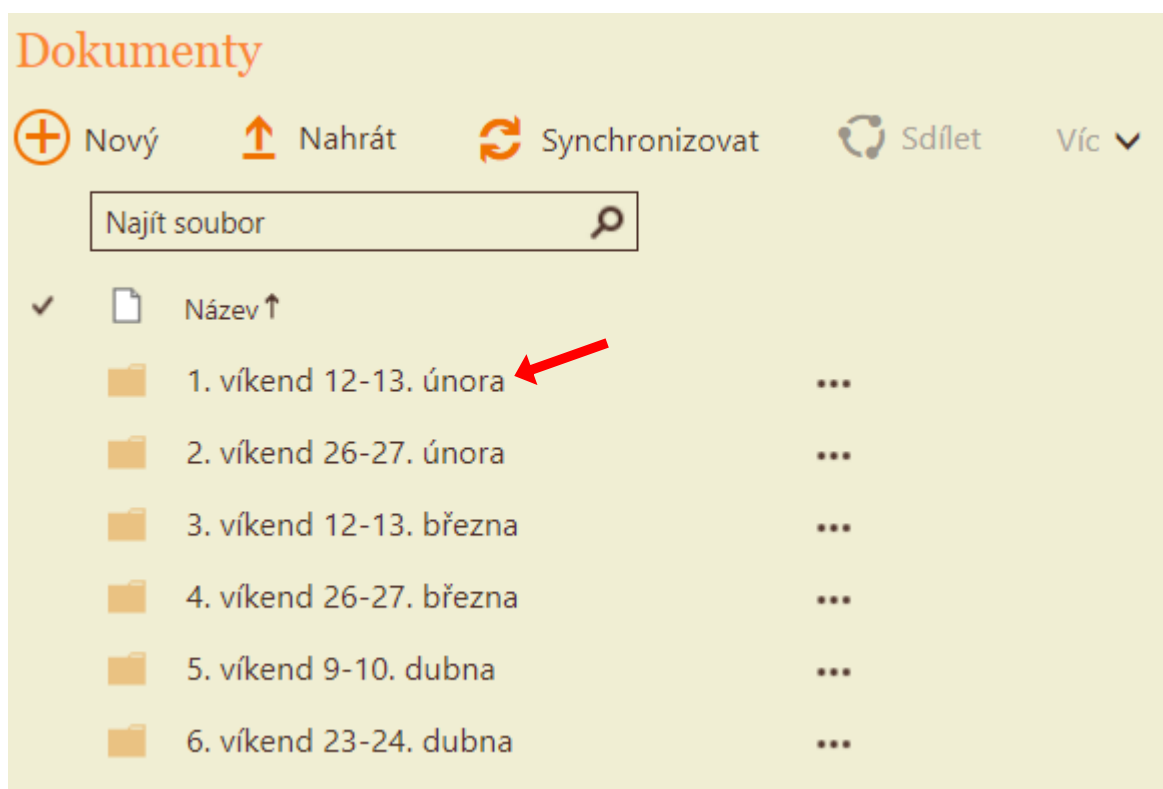 Dokumenty
Nový Nahrát Synchronizovat Sdílet Víc
Najít soubor
Název
1. víkend 12-13. února
2. víkend 26-27. února
3. víkend 12-13. března
4. víkend 26-27. března
5. víkend 9-10. dubna
6. víkend 23-24. dubna